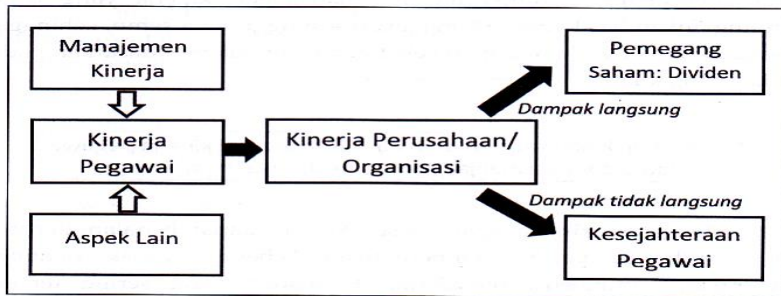 Manajemen
Kinerja
Pemegang
Saham: Dividen
Dampak langsung
Kinerja
Pegawai
Kinerja Perusahaan/
Organisasi
Dampak tidak langsung
Aspek Lain
Kesejahteraan
Pegawai